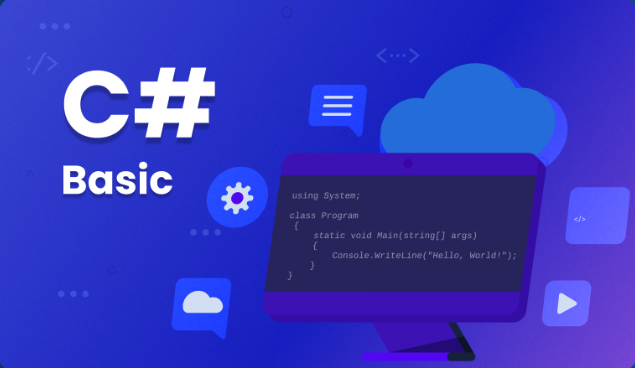 C#
Basic
using System;
class Program
{
static void Main(string[] args)
{
Console.WriteLine("Hello, World!");
}
}
</>